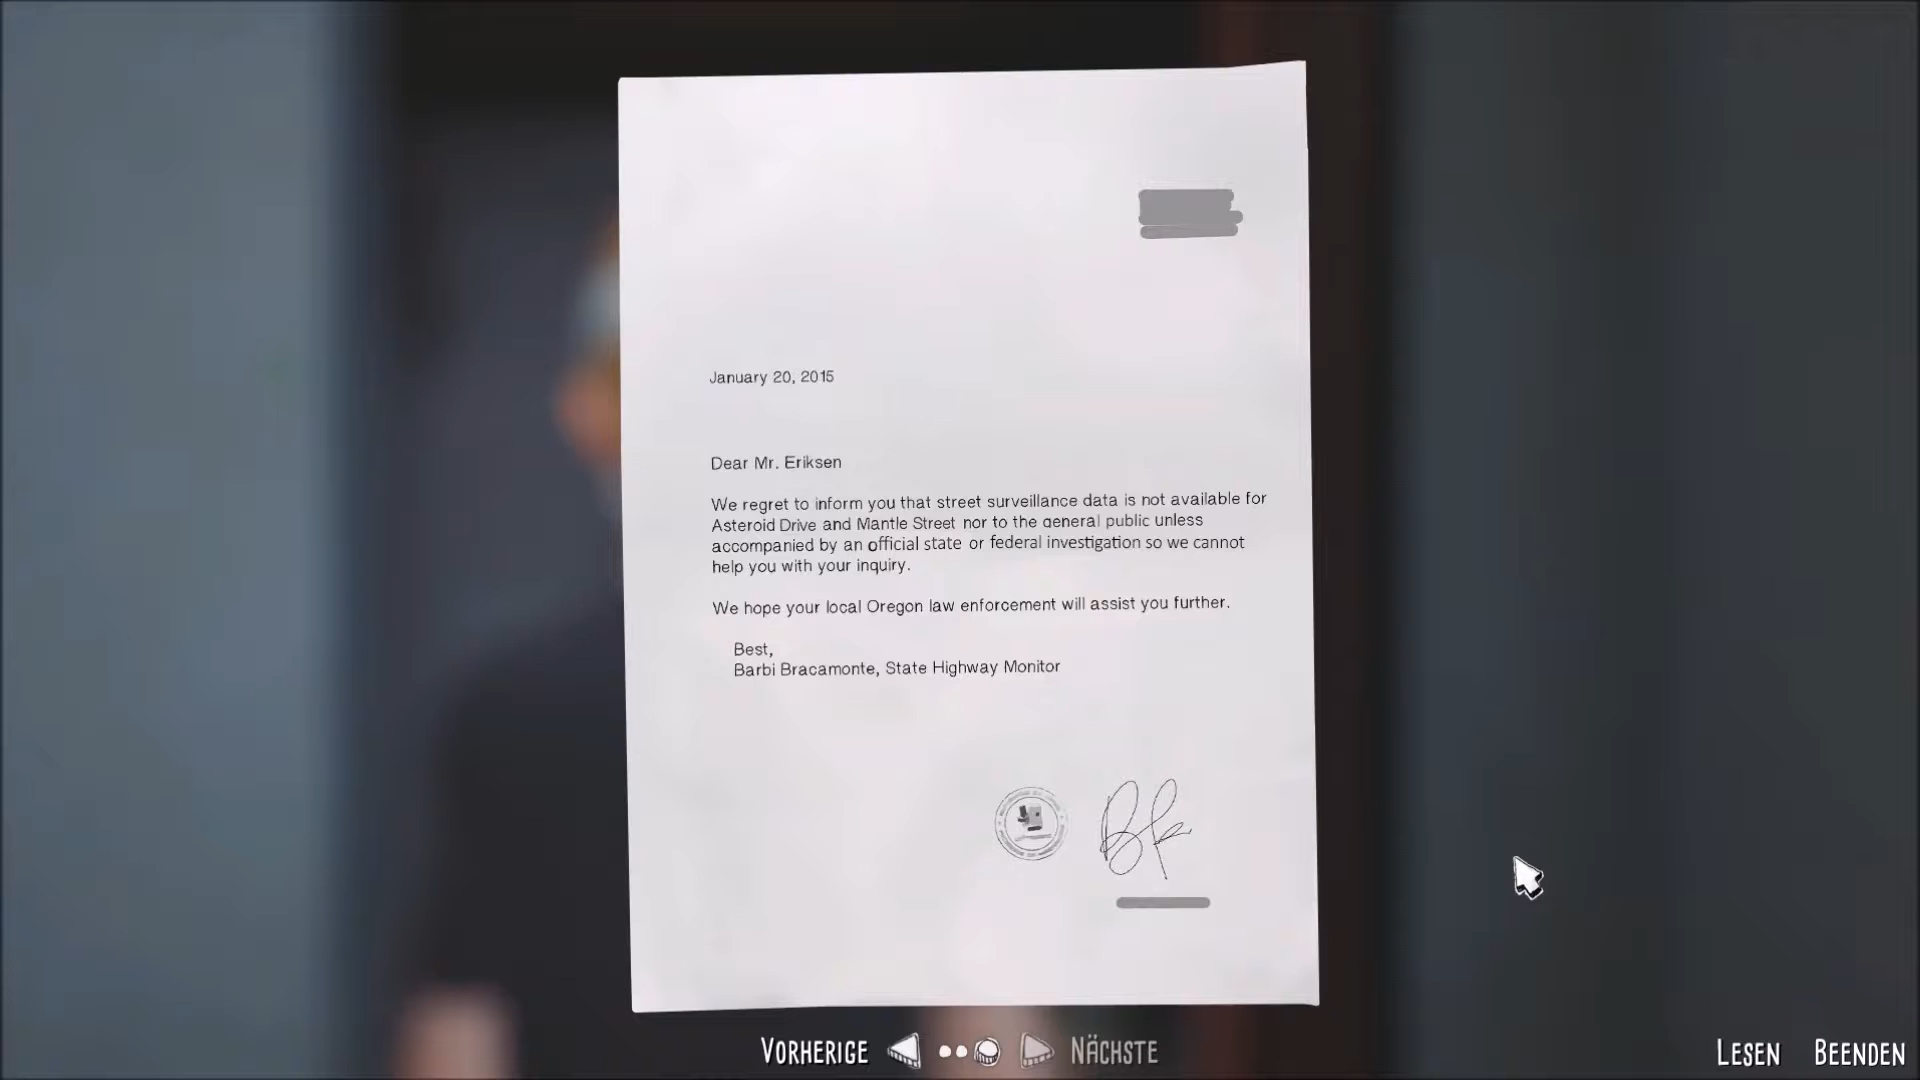 January 20, 2015
Dear Mr. Eriksen
We regret to inform you that street surveillance data is not available for
Asteroid Drive and Mantle Street nor to the general public unless
accompanied by an official state or federal investigation so we cannot
help you with your inquiry.
We hope your local Oregon law enforcement will assist you further.
Best,
Barbi Bracamonte, State Highway Monitor
VORHERIGE
NÄCHSTE
LESEN
BEENDEN